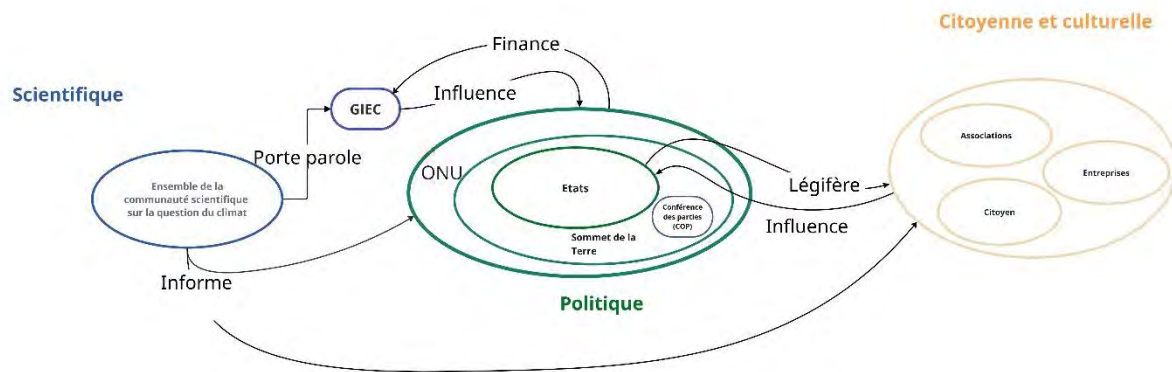 Citoyenne et culturelle
Finance
Scientifique
GIEC
Influence
Associations
Porte parole
ONU
Ensemble de la
communauté scientifique
sur la question du climat
Etats
Légifère
Entreprises
Conférence
des parties
(COP)
Citoyen
Influence
Sommet de la
Terre
Informe
Politique